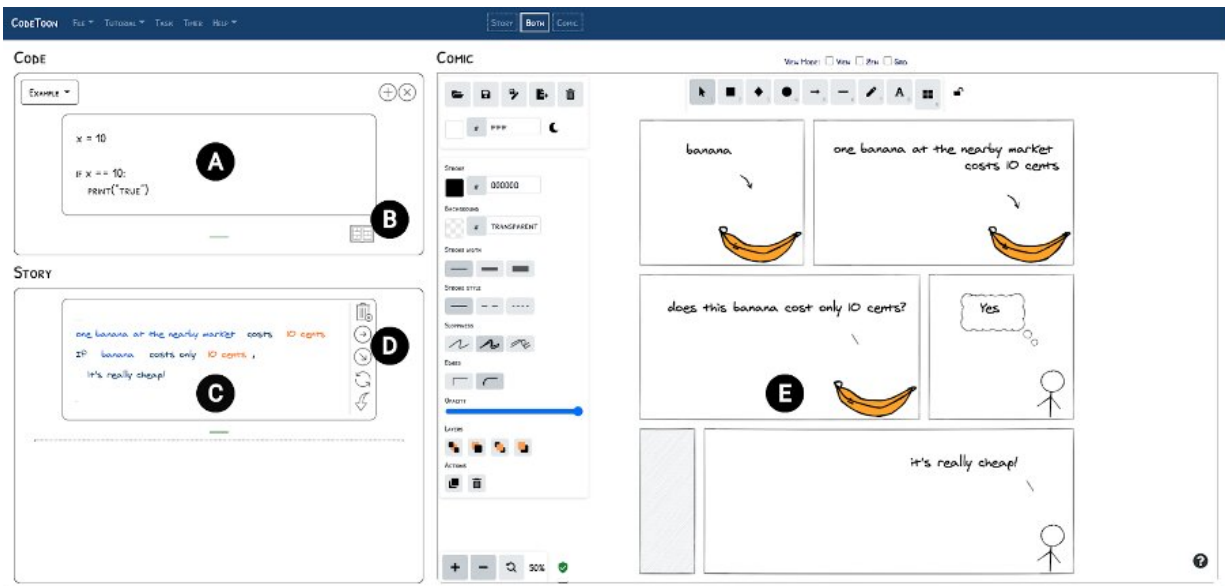 CodeToon File Tutorial Task Timer Help Story Both Comic
Code
Example
x = 10
if x == 10:
print("True")
A
B
Story
one banana at the nearby market costs 10 cents
If banana costs only 10 cents ,
it's really cheap!
C
D
Comic
View Mode: View Zen Grid
# FFF
Stroke
# 000000
Background
# transparent
Stroke width
Stroke style
Sloppiness
Edges
Opacity
Layers
Actions
50%
A
banana
one banana at the nearby market
costs 10 cents
does this banana cost only 10 cents?
Yes
E
it's really cheap!
?